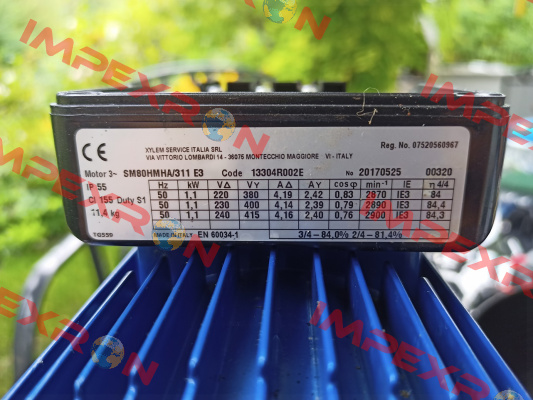 IMPEXRON
XYLEM SERVICE ITALIA SRL
VIA VITTORIO LOMBARDI 14 - 36075 MONTECCHIO MAGGIORE VI - ITALY
Reg. No. 07520560967
CE
Motor 3~ SM80HMHA/311 E3 Code 13304R002E No 20170525 00320
IP 55 Hz kW V△ VY A△ AY cosφ min⁻¹ IE η 4/4
Cl 155 Duty S1 50 1,1 220 380 4,19 2,42 0,83 2870 IE3 84
50 1,1 230 400 4,14 2,39 0,79 2890 IE3 84,4
11,4 kg 50 1,1 240 415 4,16 2,40 0,76 2900 IE3 84,3
MADE IN ITALY EN 60034-1 3/4-84,0% 2/4-81,4%
IMPEXRON
IMPEXRON